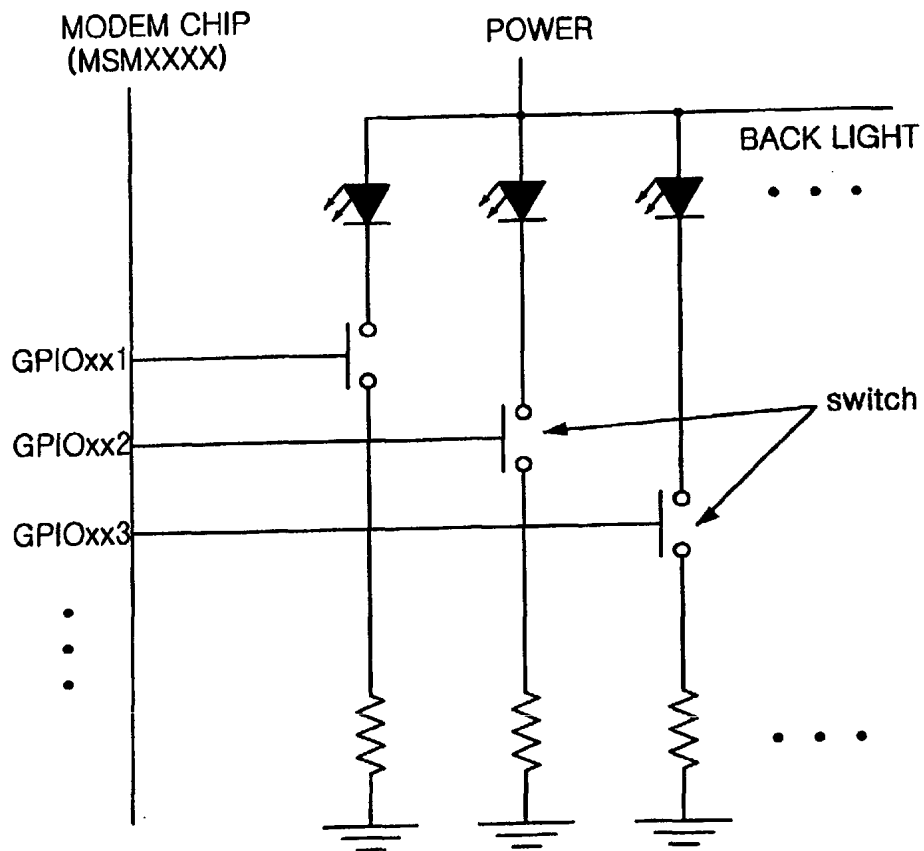 MODEM CHIP
(MSMXXXX)
POWER
BACK LIGHT
GPIOxx1
GPIOxx2
switch
GPIOxx3